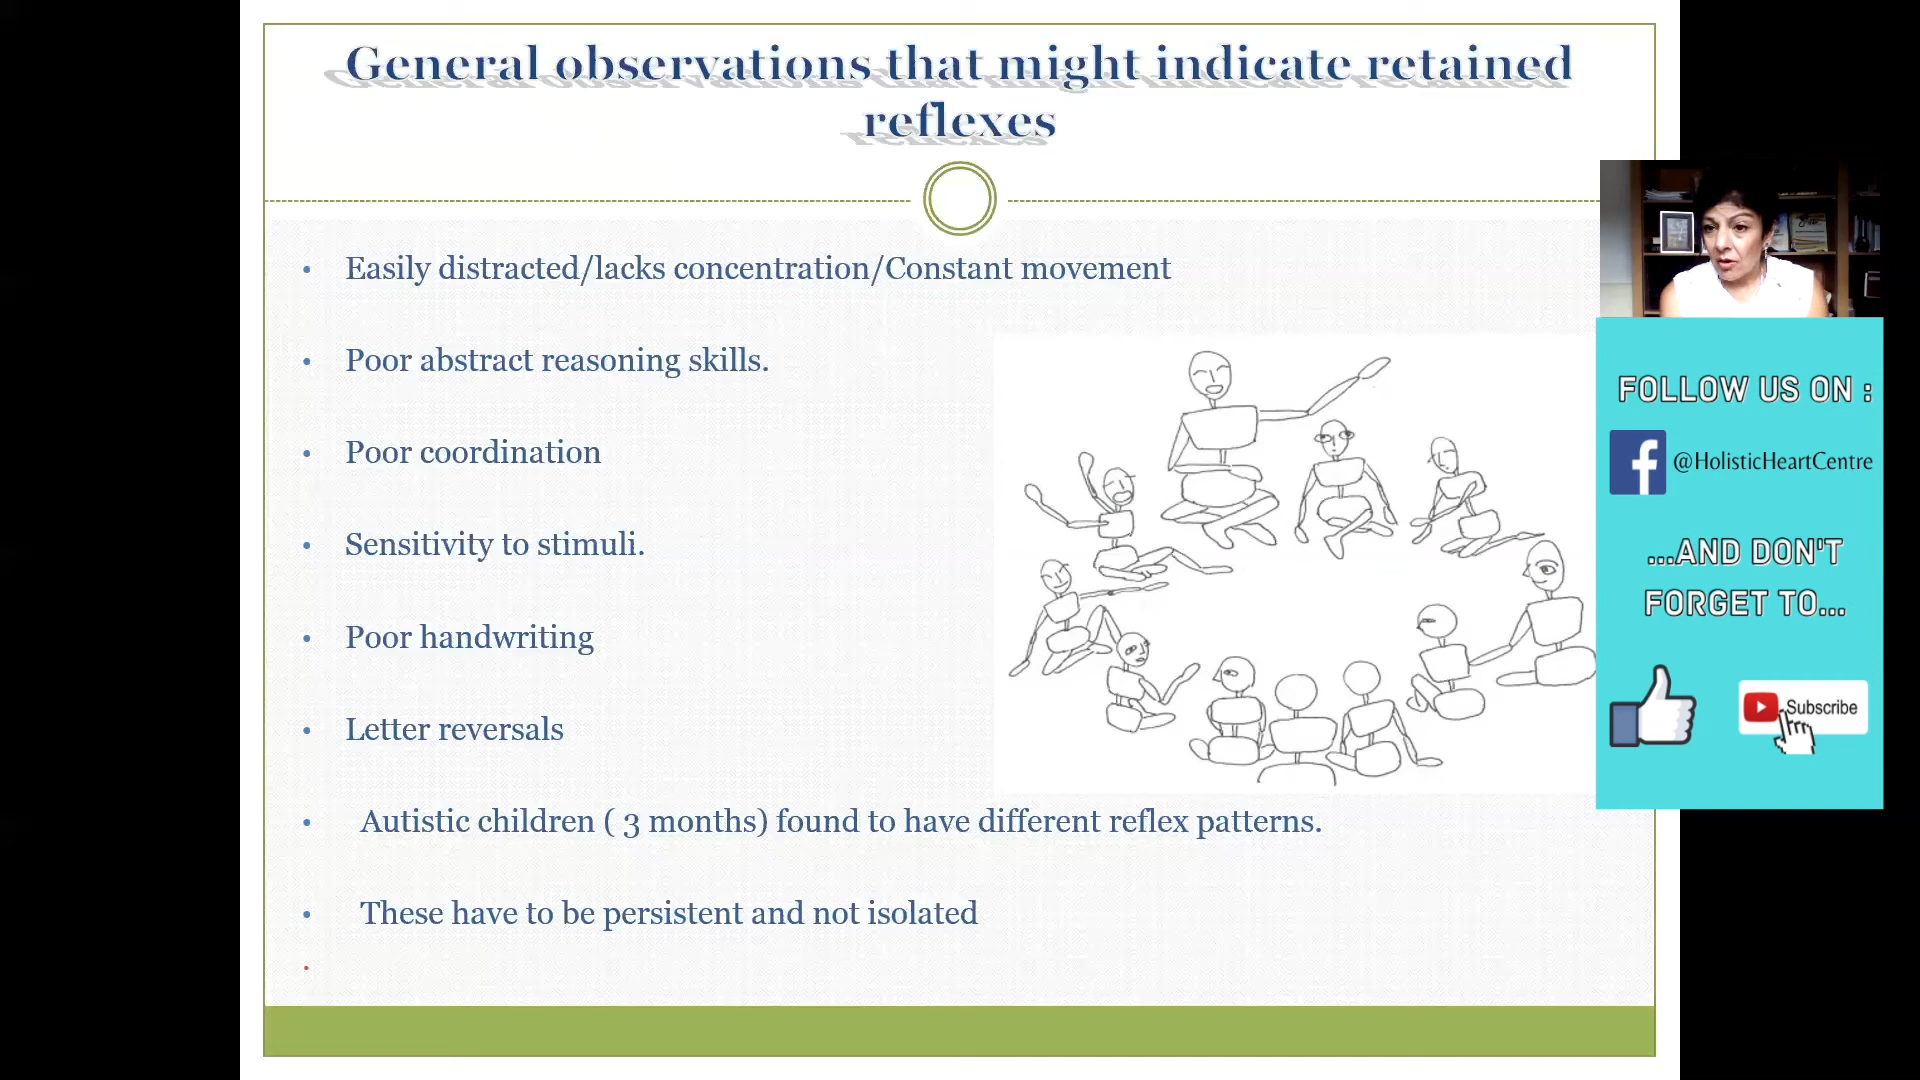 General observations that might indicate retained
reflexes
• Easily distracted/lacks concentration/Constant movement
• Poor abstract reasoning skills.
• Poor coordination
• Sensitivity to stimuli.
• Poor handwriting
• Letter reversals
• Autistic children ( 3 months) found to have different reflex patterns.
• These have to be persistent and not isolated
•
FOLLOW US ON :
@HolisticHeartCentre
...AND DON'T
FORGET TO...
Subscribe